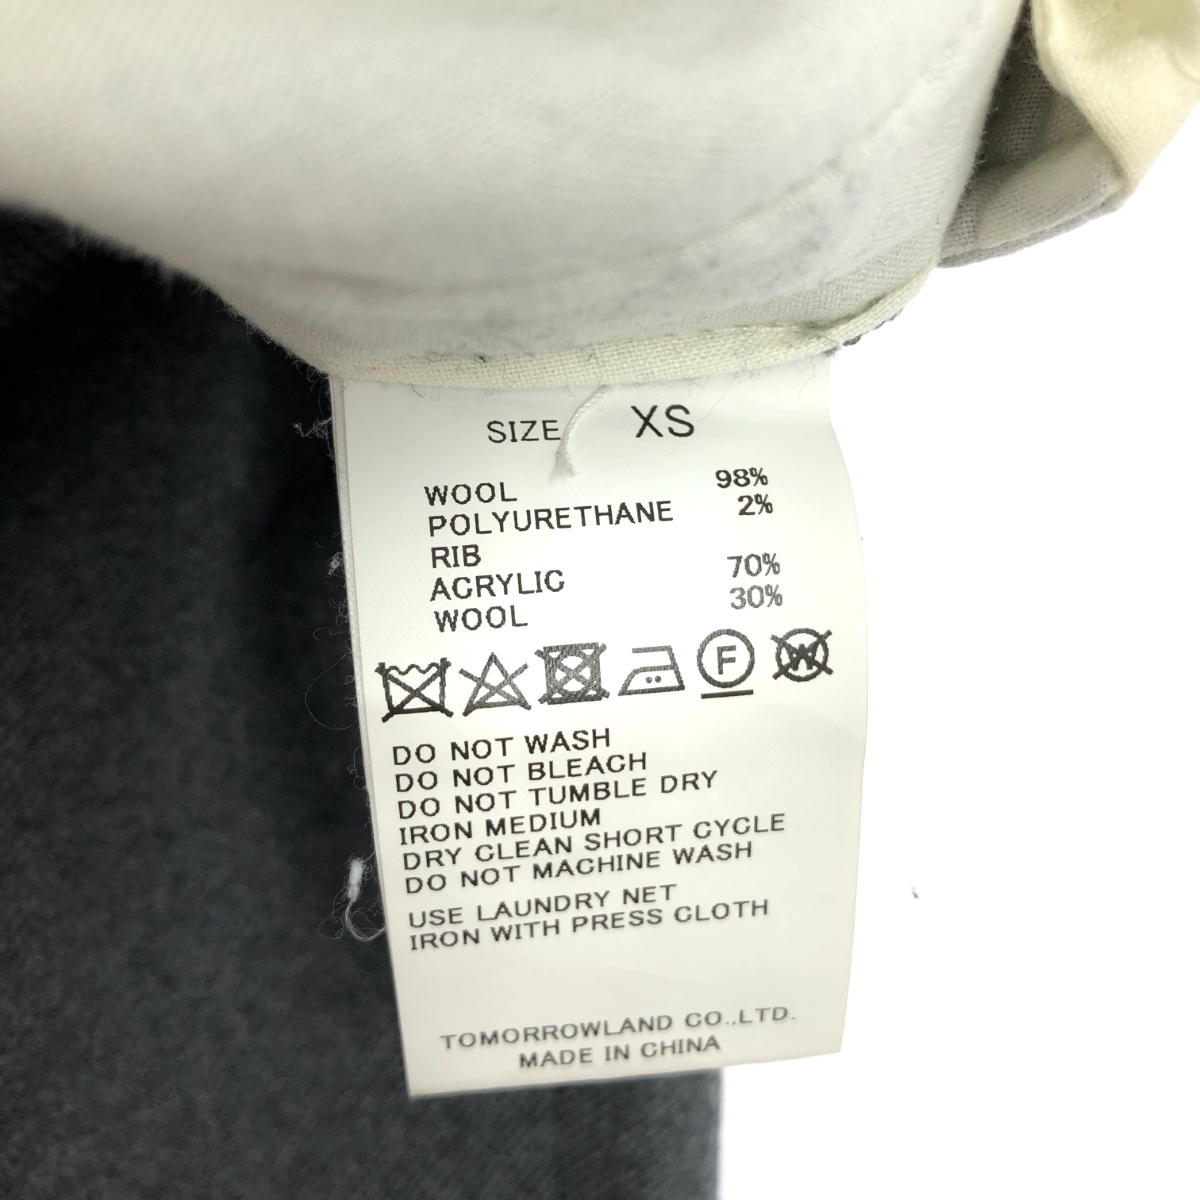 SIZE XS
WOOL 98%
POLYURETHANE 2%
RIB
ACRYLIC 70%
WOOL 30%
F W
DO NOT WASH
DO NOT BLEACH
DO NOT TUMBLE DRY
IRON MEDIUM
DRY CLEAN SHORT CYCLE
DO NOT MACHINE WASH
USE LAUNDRY NET
IRON WITH PRESS CLOTH
TOMORROWLAND CO.,LTD.
MADE IN CHINA